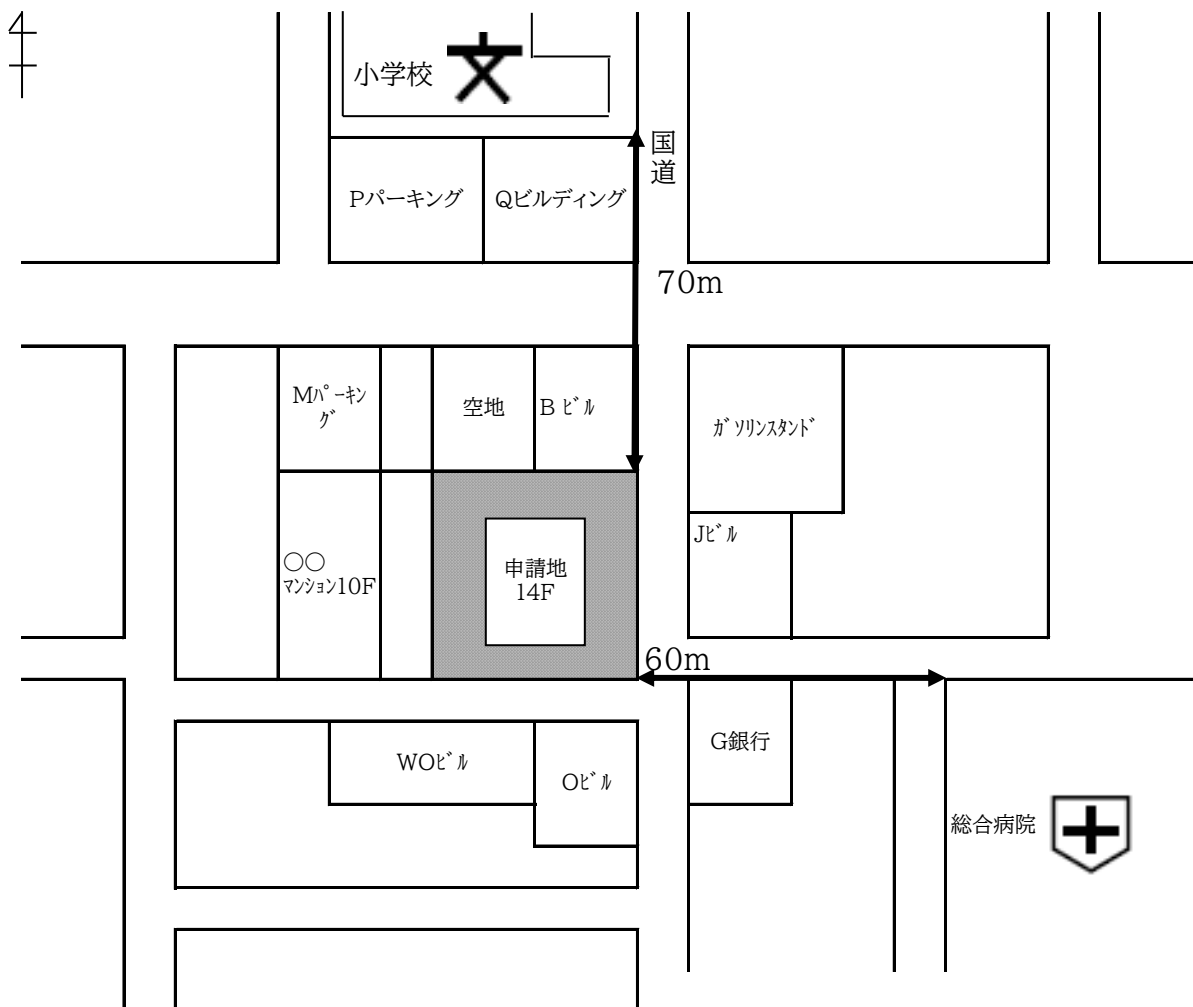 小学校
国道
Pパーキング
Qビルディング
70m
Mﾊﾟｰｷﾝ
ｸﾞ
空地
Bﾋﾞﾙ
ｶﾞｿﾘﾝｽﾀﾝﾄﾞ
Jﾋﾞﾙ
○○
ﾏﾝｼｮﾝ10F
申請地
14F
60m
WOﾋﾞﾙ
Oﾋﾞﾙ
G銀行
総合病院